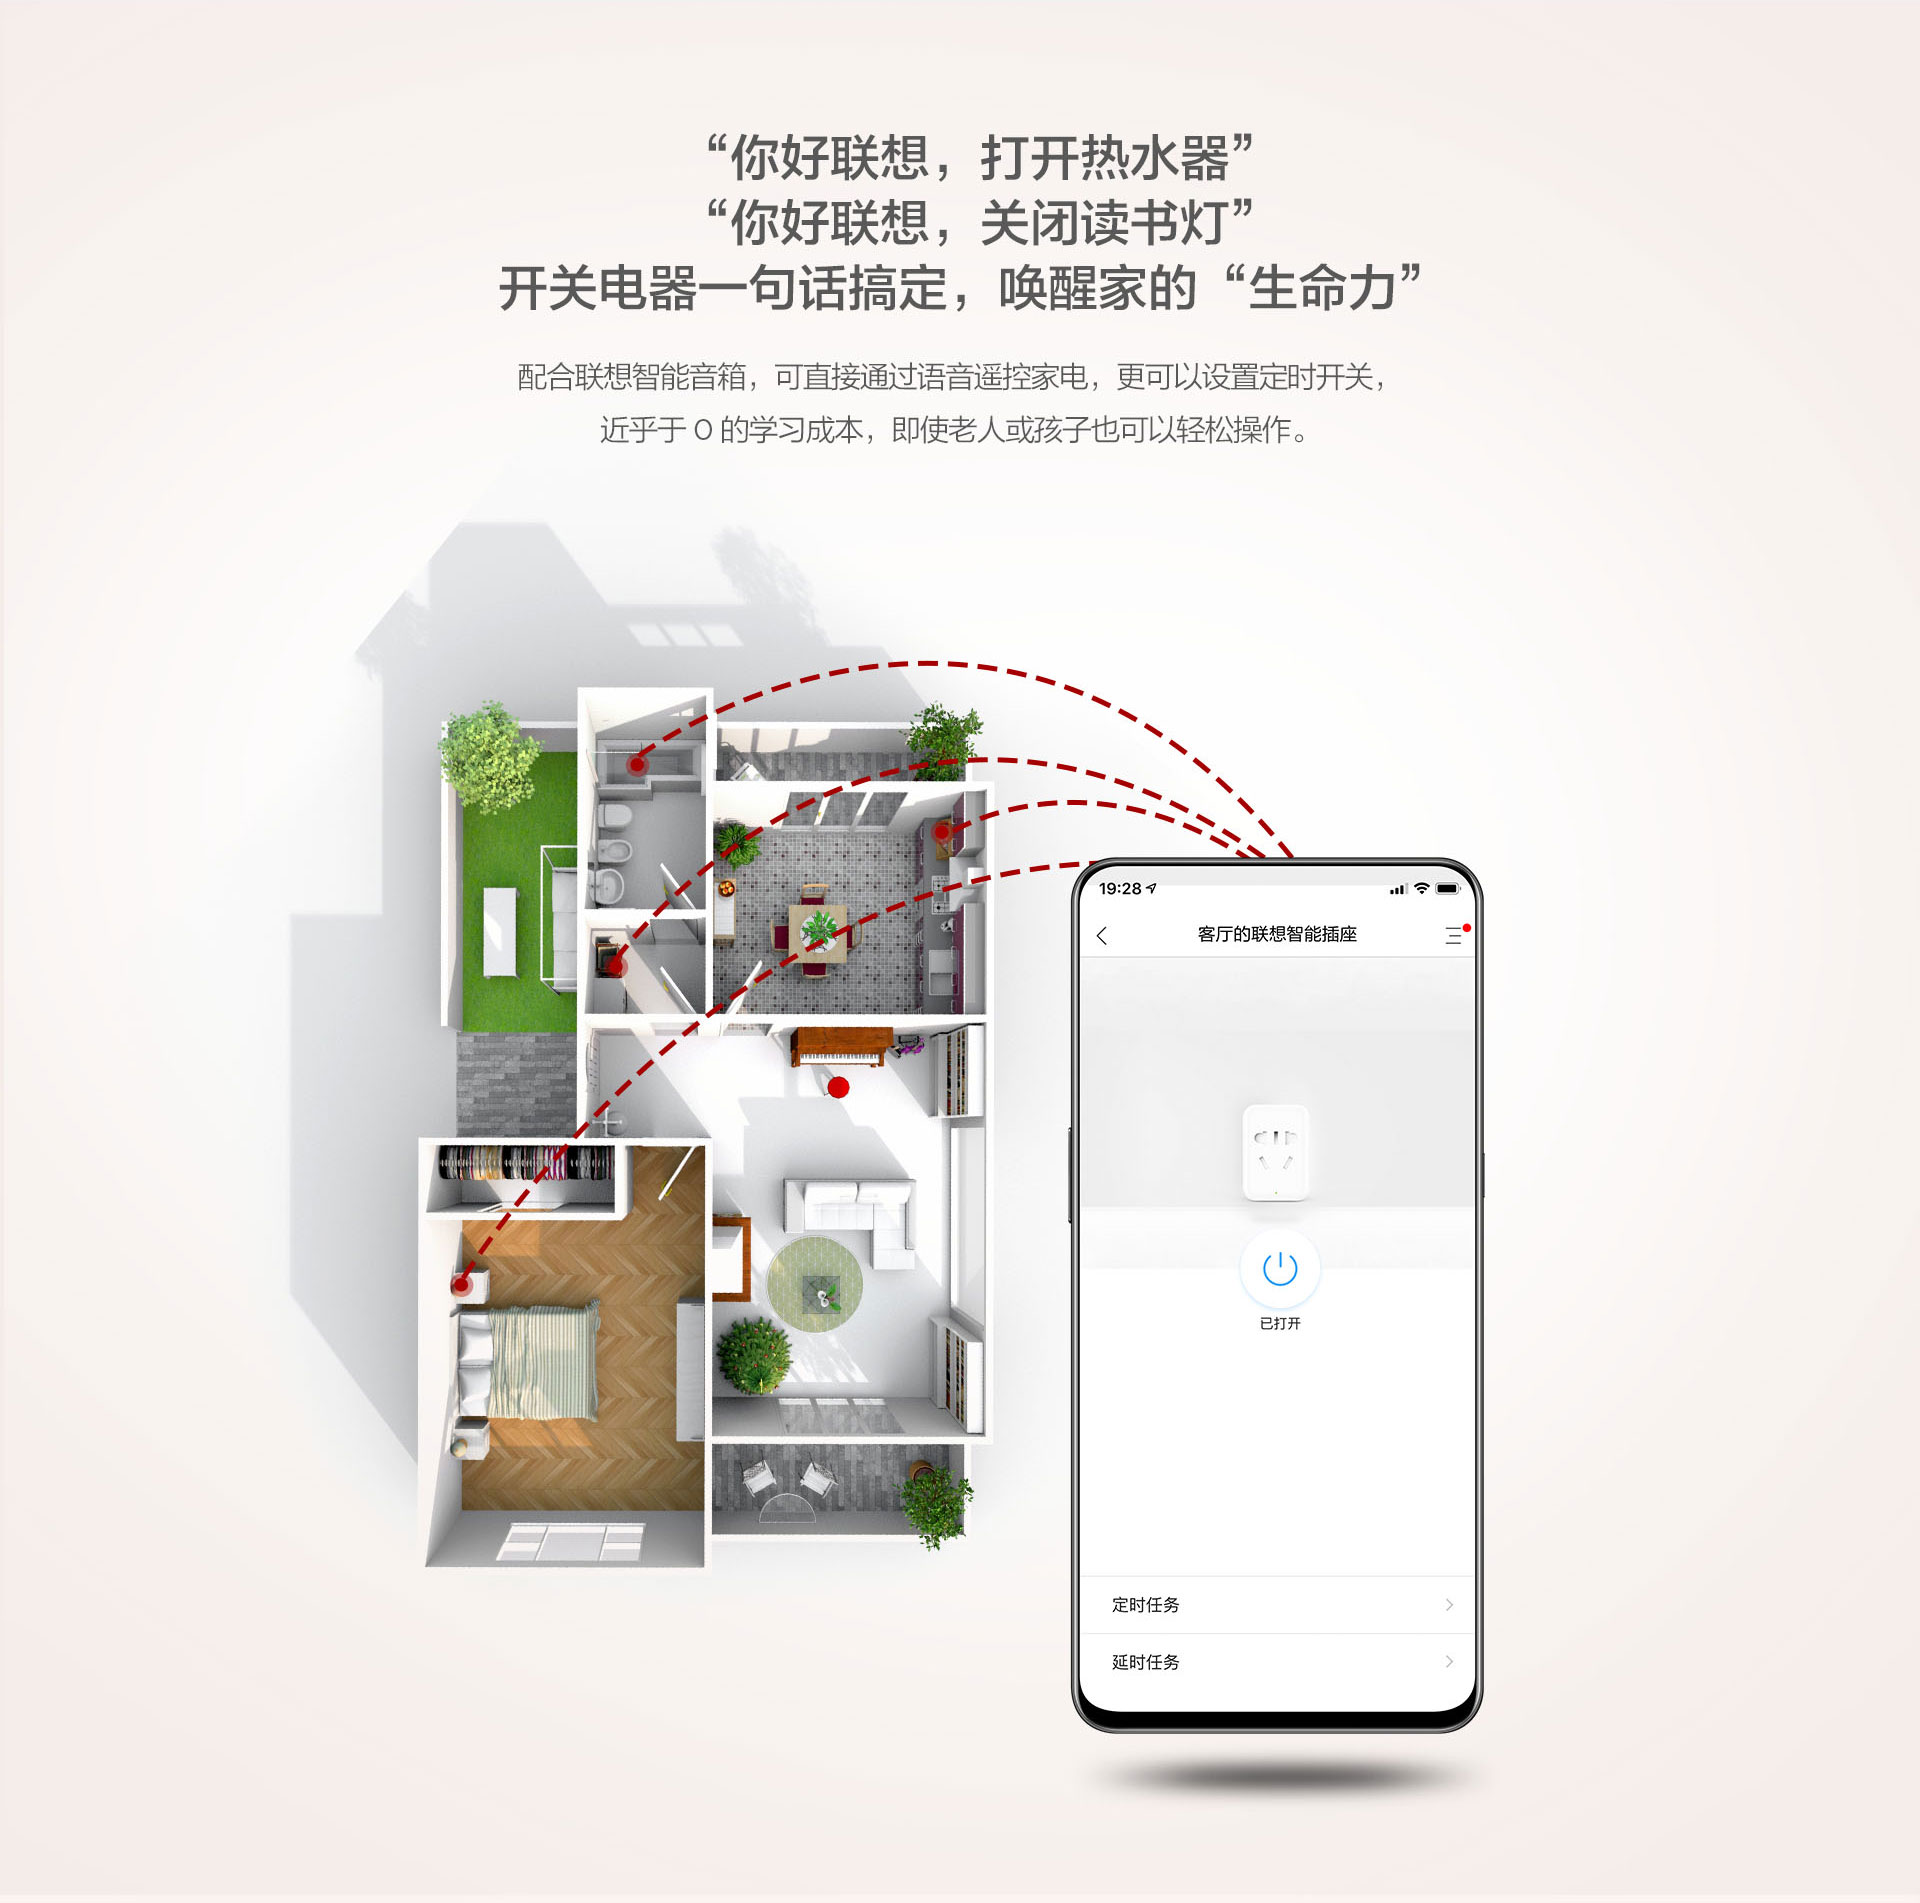 “你好联想，打开热水器”
“你好联想，关闭读书灯”
开关电器一句话搞定，唤醒家的“生命力”
配合联想智能音箱，可直接通过语音遥控家电，更可以设置定时开关，
近乎于 0 的学习成本，即使老人或孩子也可以轻松操作。
19:28
客厅的联想智能插座
已打开
定时任务
延时任务